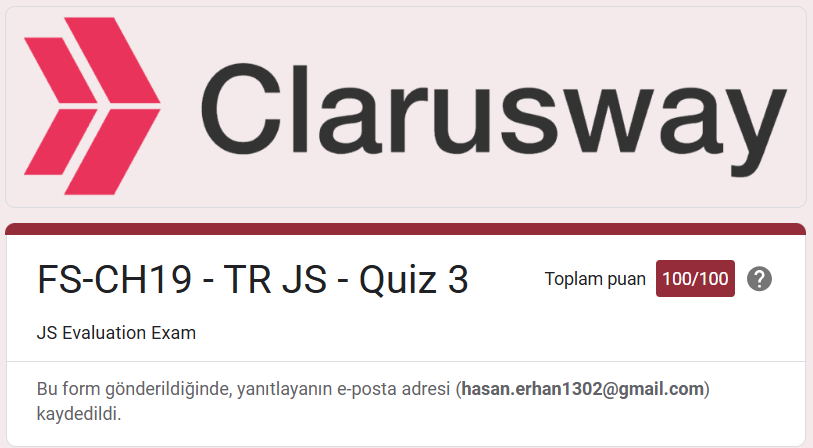 Clarusway
FS-CH19 - TR JS - Quiz 3
Toplam puan 100/100 ?
JS Evaluation Exam
Bu form gönderildiğinde, yanıtlayanın e-posta adresi (hasan.erhan1302@gmail.com)
kaydedildi.